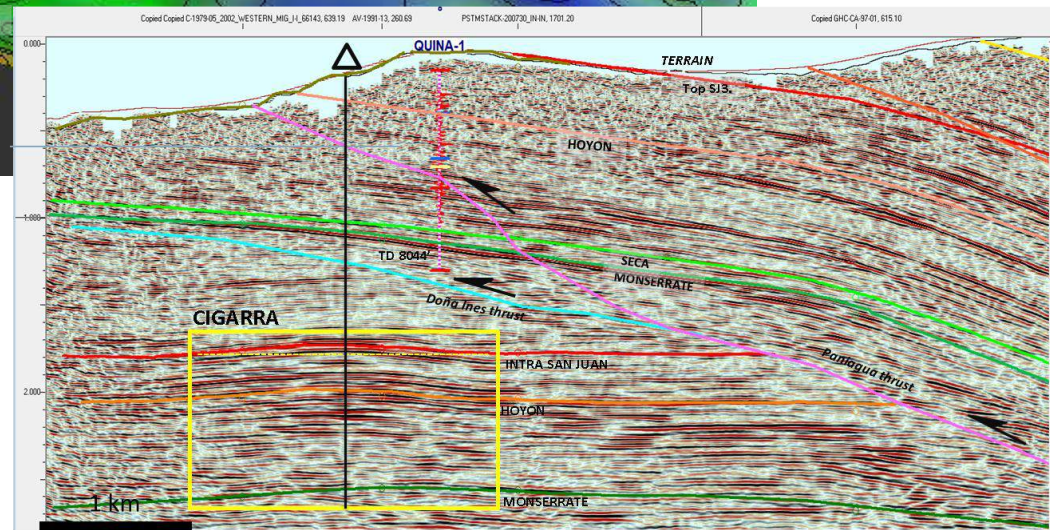 Copied Copied C-1979-05_2002_WESTERN_MIG_I-I_66143, 639.19 AV-1991-13, 260.69 PSTMSTACK-200730_IN-IN, 1701.20 Copied GHC-CA-97-01, 615.10
0.000
QUINA-1
TERRAIN
Top SJ3.
HOYON
1.000
TD 8044'
SECA
MONSERRATE
Doña Ines thrust
CIGARRA
INTRA SAN JUAN
Paniagua thrust
2.000
HOYON
MONSERRATE
1 km